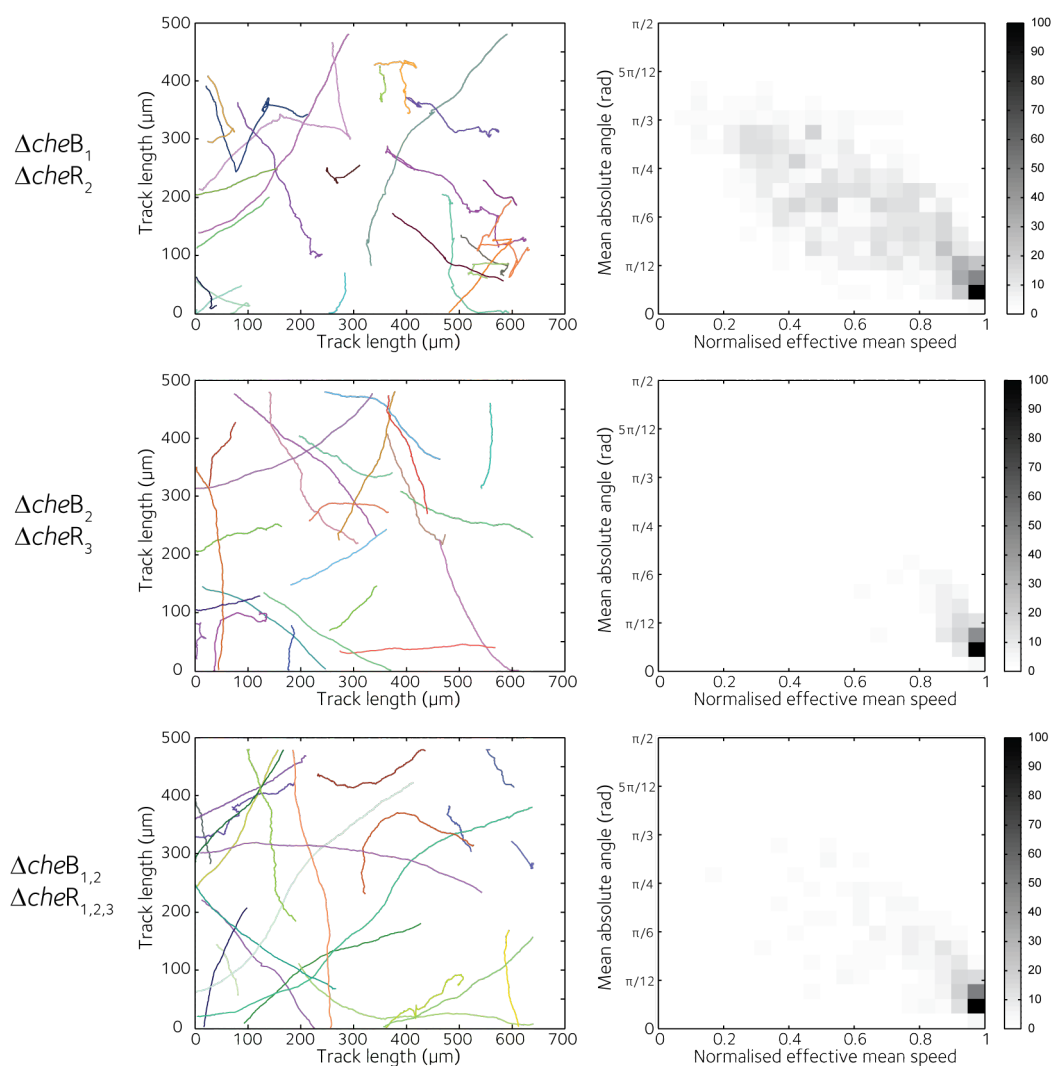 ΔcheB1
ΔcheR2
Track length (µm)
500
400
300
200
100
0
0 100 200 300 400 500 600 700
Track length (µm)
Mean absolute angle (rad)
π/2
5π/12
π/3
π/4
π/6
π/12
0
0 0.2 0.4 0.6 0.8 1
Normalised effective mean speed
100
90
80
70
60
50
40
30
20
10
0
ΔcheB2
ΔcheR3
Track length (µm)
500
400
300
200
100
0
0 100 200 300 400 500 600 700
Track length (µm)
Mean absolute angle (rad)
π/2
5π/12
π/3
π/4
π/6
π/12
0
0 0.2 0.4 0.6 0.8 1
Normalised effective mean speed
100
90
80
70
60
50
40
30
20
10
0
ΔcheB1,2
ΔcheR1,2,3
Track length (µm)
500
400
300
200
100
0
0 100 200 300 400 500 600 700
Track length (µm)
Mean absolute angle (rad)
π/2
5π/12
π/3
π/4
π/6
π/12
0
0 0.2 0.4 0.6 0.8 1
Normalised effective mean speed
100
90
80
70
60
50
40
30
20
10
0